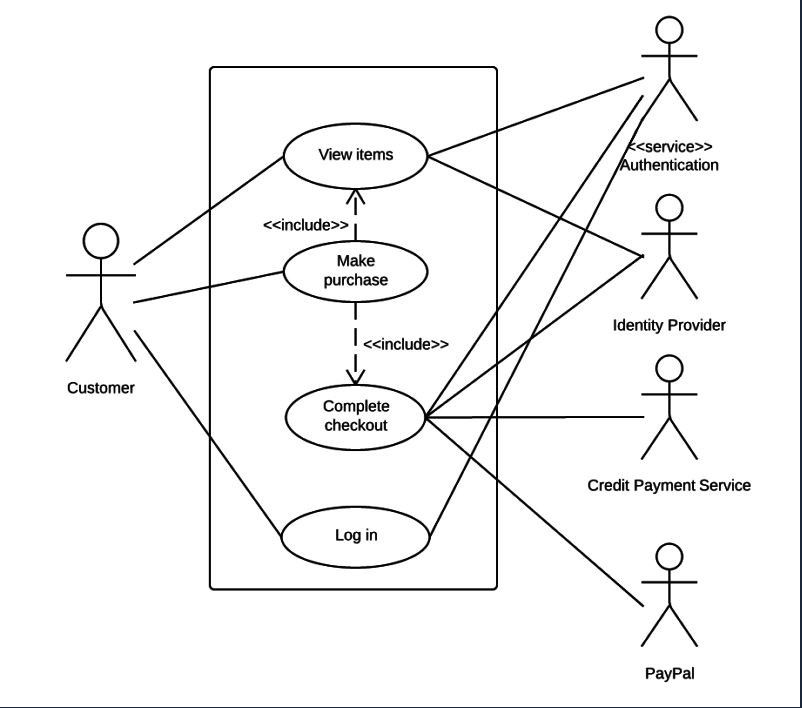 View items
<<service>>
Authentication
<<include>>
Make
purchase
Identity Provider
<<include>>
Customer
Complete
checkout
Credit Payment Service
Log in
PayPal